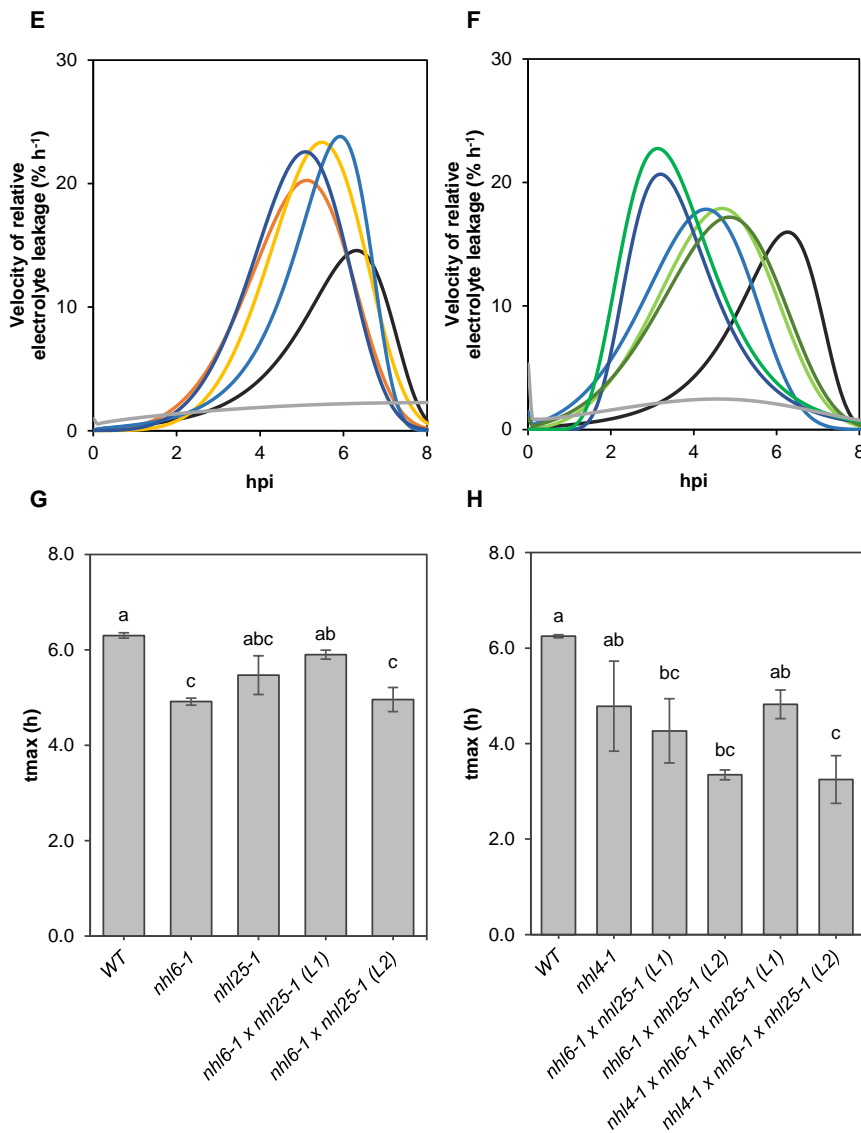 E
F
30
20
10
0
Velocity of relative
electrolyte leakage (% h⁻¹)
0 2 4 6 8
hpi
30
20
10
0
Velocity of relative
electrolyte leakage (% h⁻¹)
0 2 4 6 8
hpi
G
H
8.0
6.0
4.0
2.0
0.0
tmax (h)
a
c
abc
ab
c
WT
nhl6-1
nhl25-1
nhl6-1 x nhl25-1 (L1)
nhl6-1 x nhl25-1 (L2)
8.0
6.0
4.0
2.0
0.0
tmax (h)
a
ab
bc
bc
ab
c
WT
nhl4-1
nhl6-1 x nhl25-1 (L1)
nhl6-1 x nhl25-1 (L2)
nhl4-1 x nhl6-1 x nhl25-1 (L1)
nhl4-1 x nhl6-1 x nhl25-1 (L2)